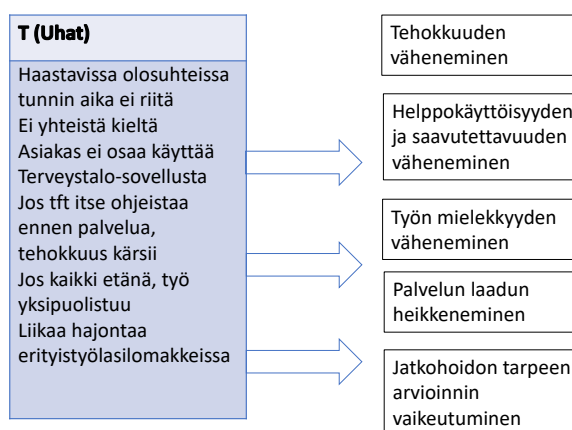 T (Uhat)
Haastavissa olosuhteissa
tunnin aika ei riitä
Ei yhteistä kieltä
Asiakas ei osaa käyttää
Terveystalo-sovellusta
Jos tft itse ohjeistaa
ennen palvelua,
tehokkuus kärsii
Jos kaikki etänä, työ
yksipuolistuu
Liikaa hajontaa
erityistyölasilomakkeissa
Tehokkuuden
väheneminen
Helppokäyttöisyyden
ja saavutettavuuden
väheneminen
Työn mielekkyyden
väheneminen
Palvelun laadun
heikkeneminen
Jatkohoidon tarpeen
arvioinnin
vaikeutuminen